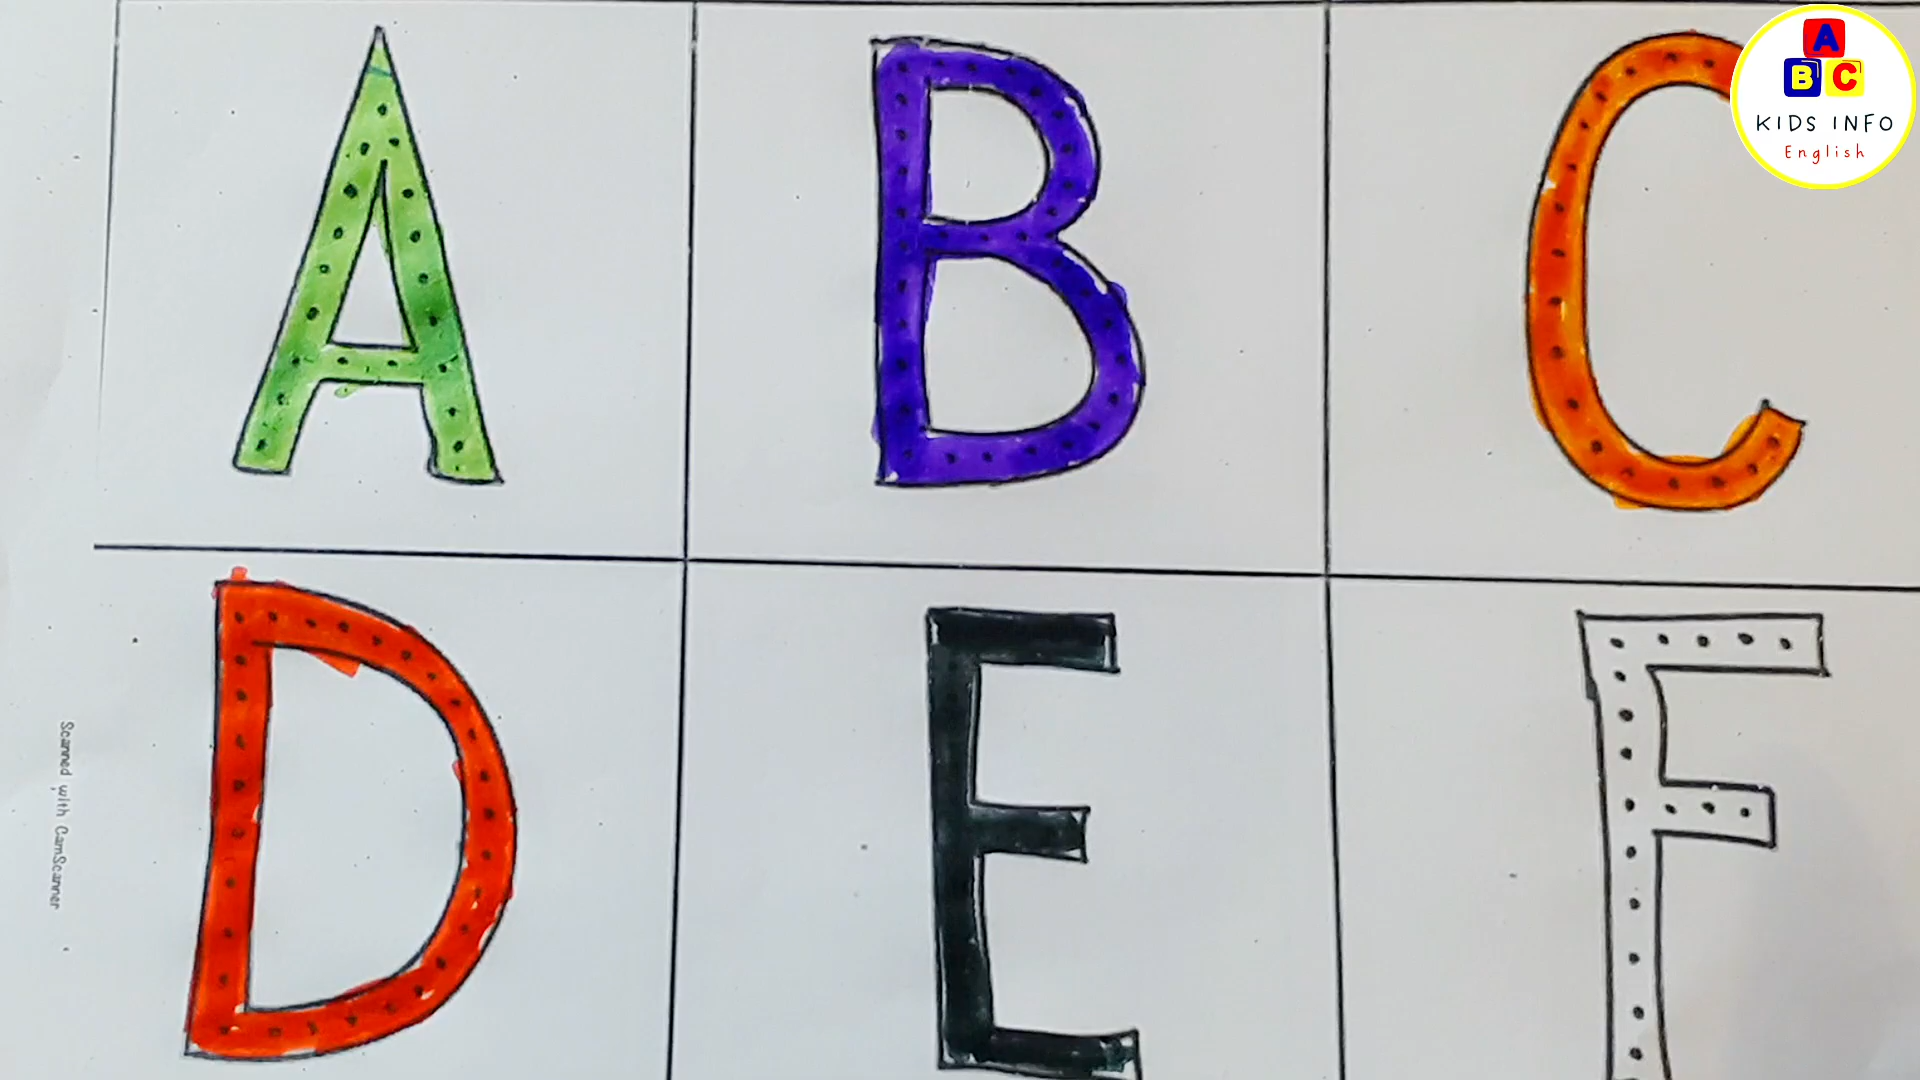 A B C
D E F
A
B C
KIDS INFO
English
Scanned with CamScanner